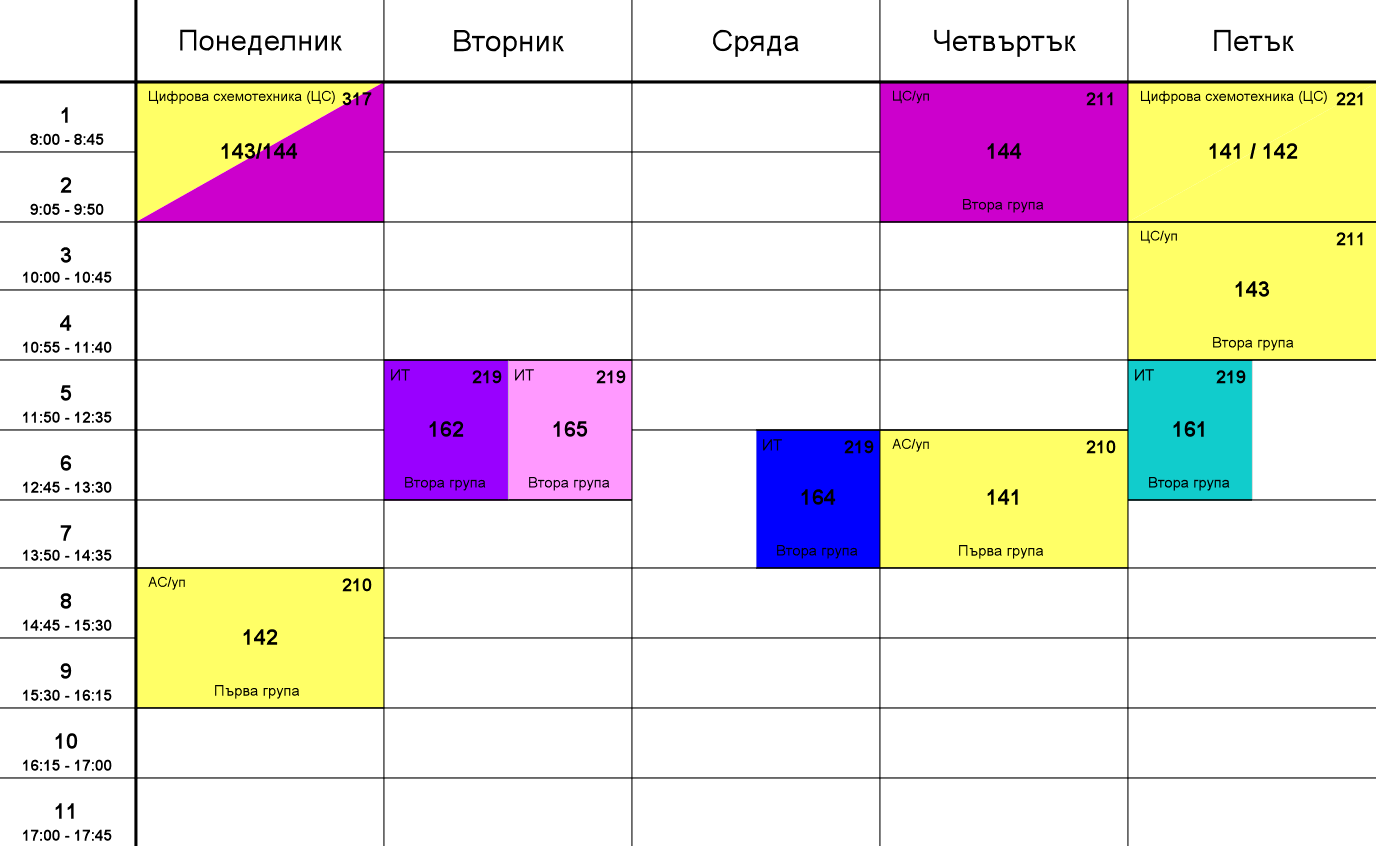 Понеделник Вторник Сряда Четвъртък Петък
1
8:00 - 8:45
Цифрова схемотехника (ЦС) 317
143/144
ЦС/уп 211
144
Втора група
Цифрова схемотехника (ЦС) 221
141 / 142
2
9:05 - 9:50
3
10:00 - 10:45
ЦС/уп 211
143
Втора група
4
10:55 - 11:40
5
11:50 - 12:35
ИТ 219
162
Втора група
ИТ 219
165
Втора група
ИТ 219
161
Втора група
6
12:45 - 13:30
ИТ 219
164
Втора група
АС/уп 210
141
Първа група
7
13:50 - 14:35
8
14:45 - 15:30
АС/уп 210
142
Първа група
9
15:30 - 16:15
10
16:15 - 17:00
11
17:00 - 17:45